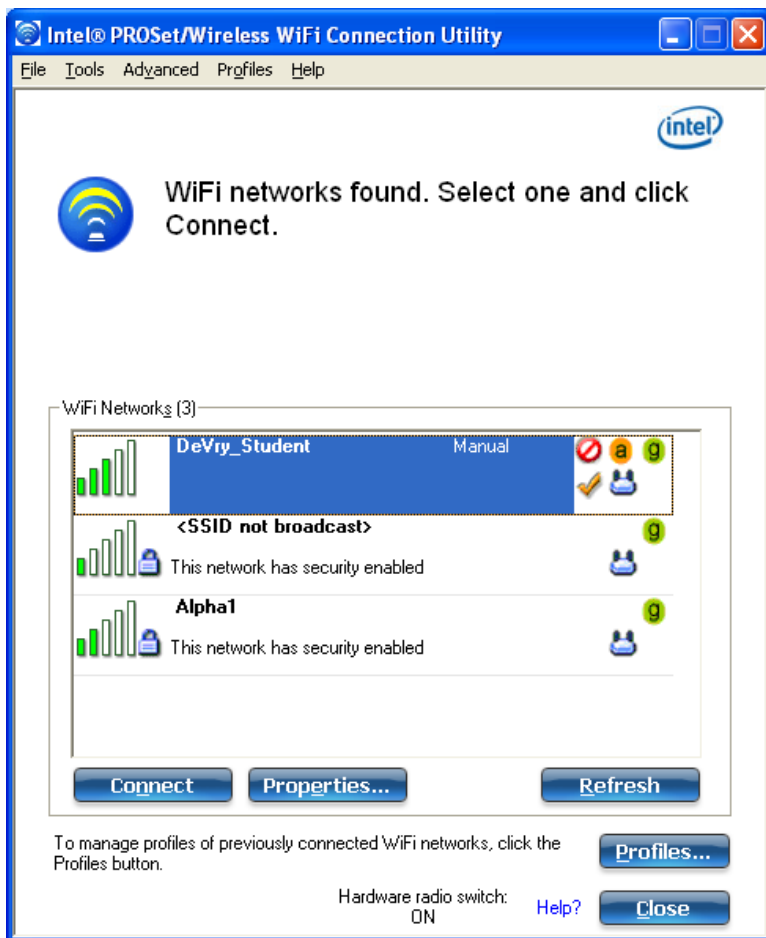 Intel® PROSet/Wireless WiFi Connection Utility
File Tools Advanced Profiles Help
intel
WiFi networks found. Select one and click
Connect.
WiFi Networks (3)
DeVry_Student Manual
a g
<SSID not broadcast>
g
This network has security enabled
Alpha1
g
This network has security enabled
Connect Properties... Refresh
To manage profiles of previously connected WiFi networks, click the
Profiles button.
Profiles...
Hardware radio switch:
ON
Help?
Close